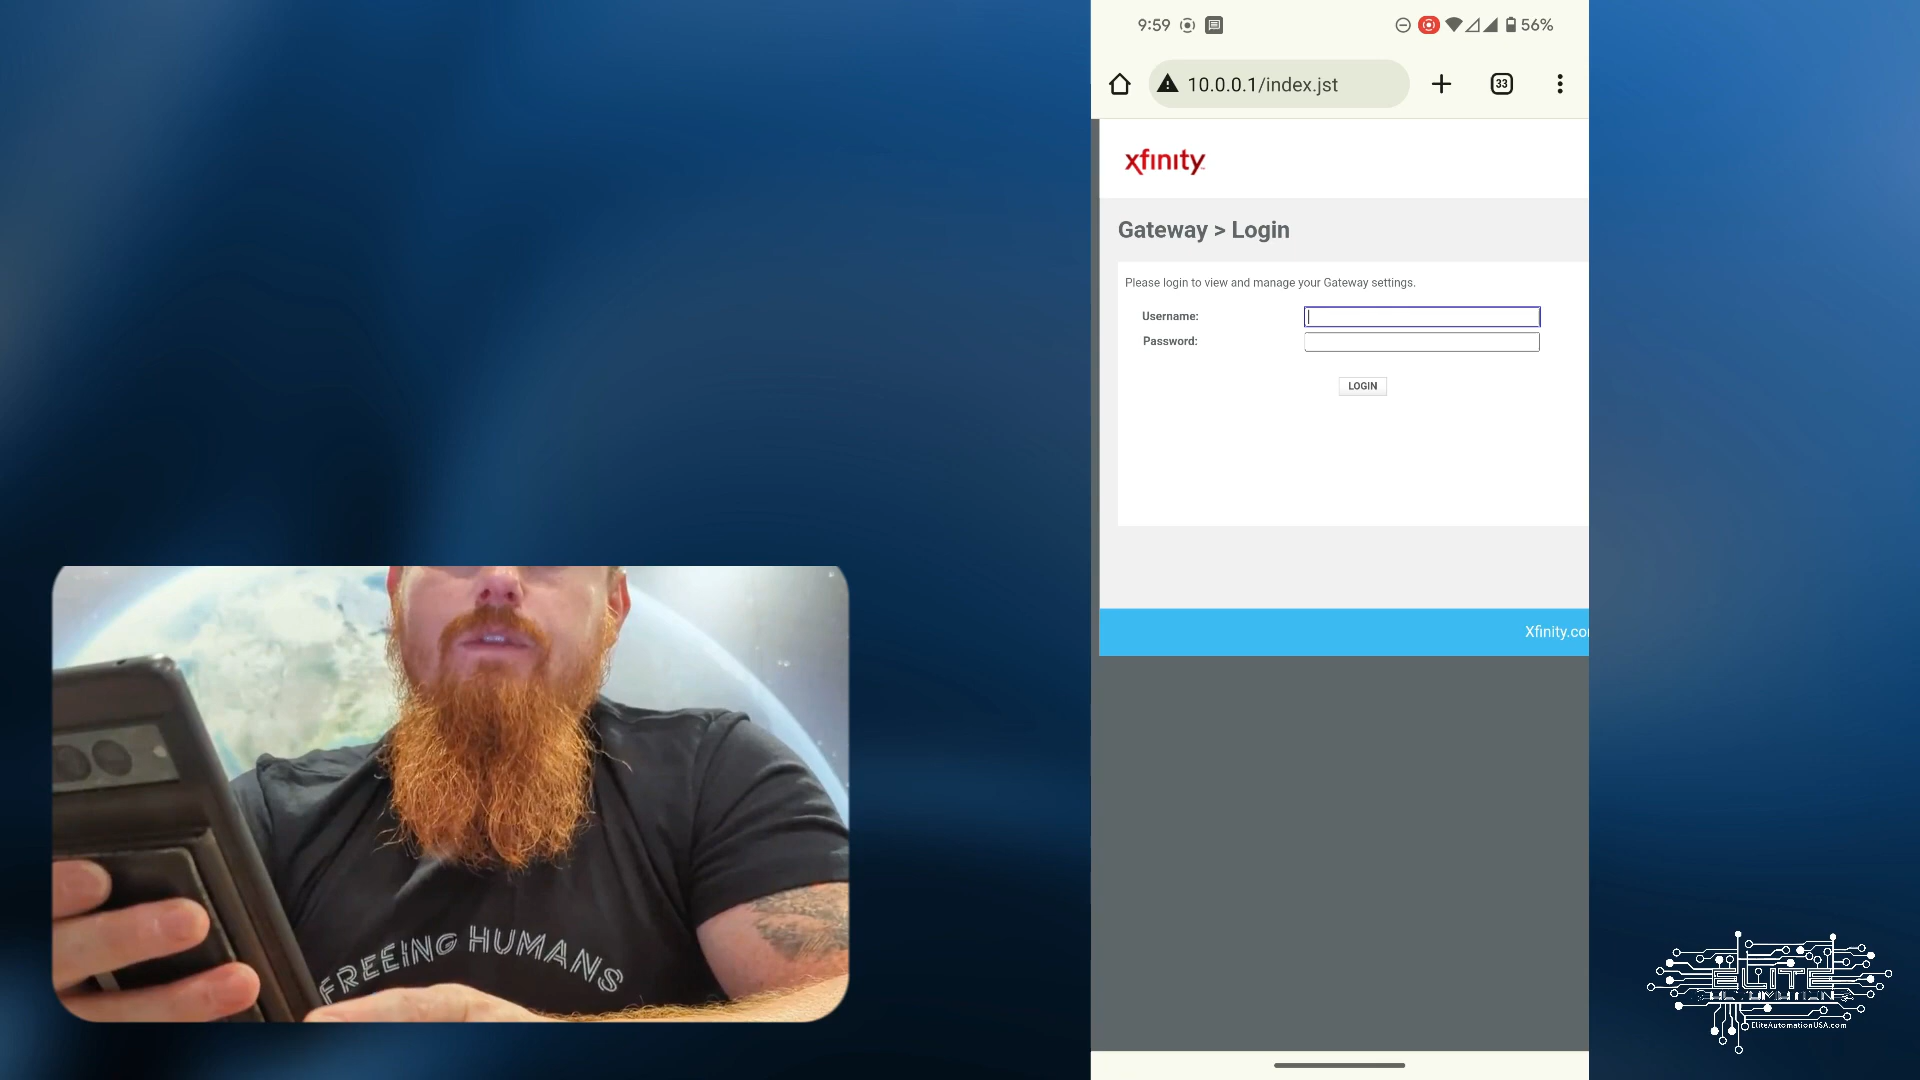 9:59
56%
10.0.0.1/index.jst
33
xfinity
Gateway > Login
Please login to view and manage your Gateway settings.
Username:
Password:
LOGIN
Xfinity.co
FREEING HUMANS
ELITE
EliteAutomationUSA.com